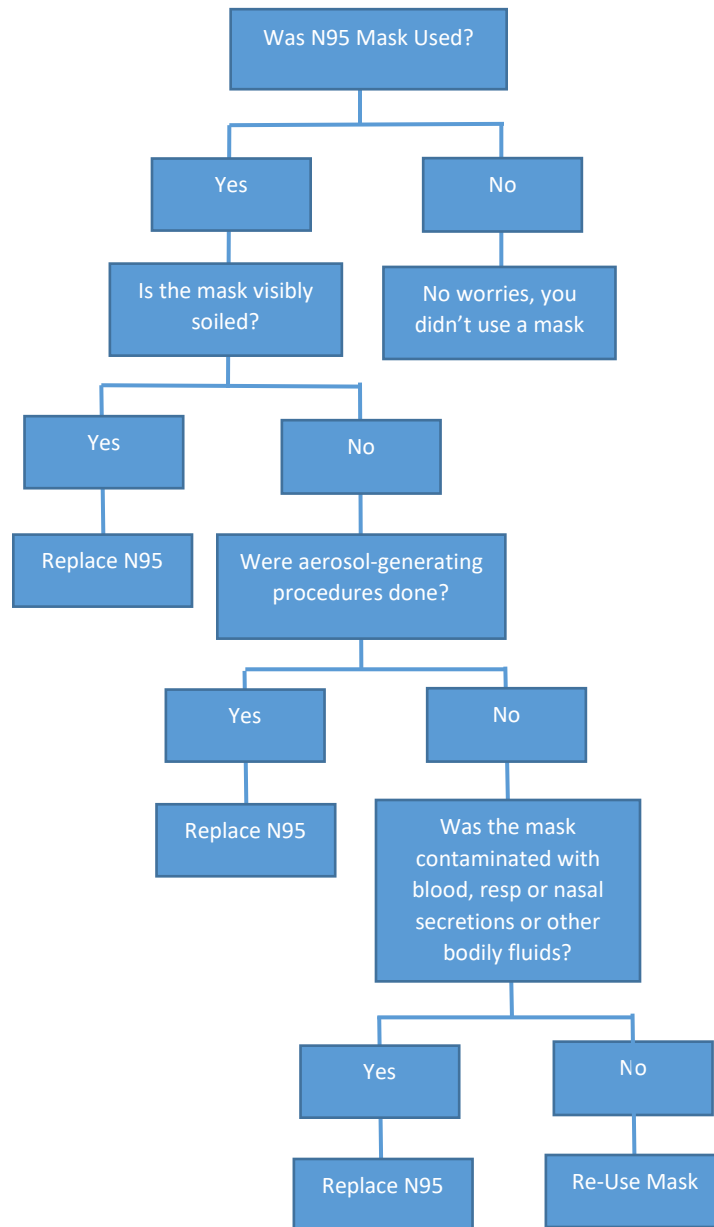 Was N95 Mask Used?
Yes
No
Is the mask visibly
soiled?
No worries, you
didn’t use a mask
Yes
No
Replace N95
Were aerosol-generating
procedures done?
Yes
No
Replace N95
Was the mask
contaminated with
blood, resp or nasal
secretions or other
bodily fluids?
Yes
No
Replace N95
Re-Use Mask